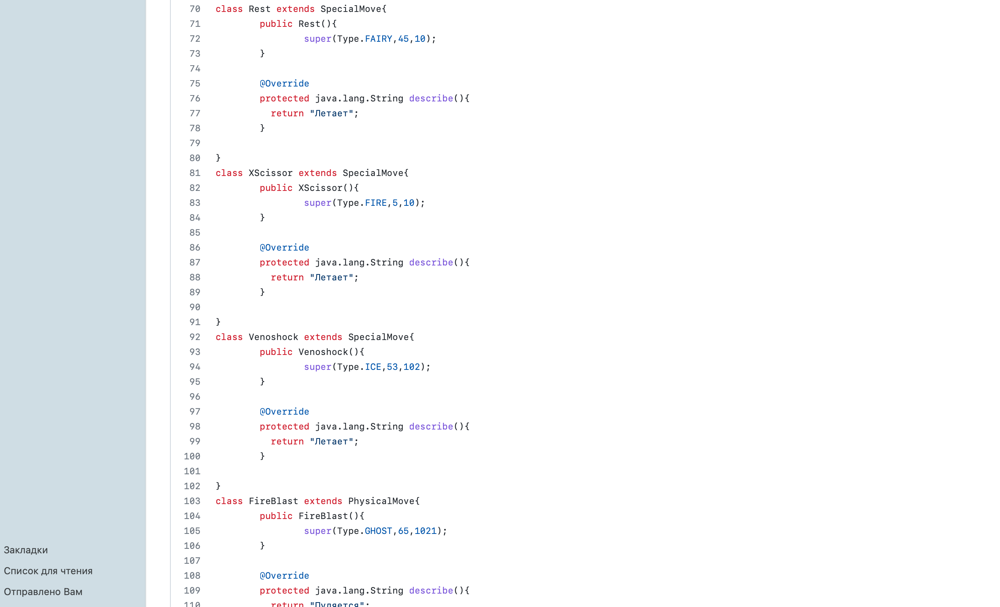 70 class Rest extends SpecialMove{
71 public Rest(){
72 super(Type.FAIRY,45,10);
73 }
74
75 @Override
76 protected java.lang.String describe(){
77 return "Летает";
78 }
79
80 }
81 class XScissor extends SpecialMove{
82 public XScissor(){
83 super(Type.FIRE,5,10);
84 }
85
86 @Override
87 protected java.lang.String describe(){
88 return "Летает";
89 }
90
91 }
92 class Venoshock extends SpecialMove{
93 public Venoshock(){
94 super(Type.ICE,53,102);
95 }
96
97 @Override
98 protected java.lang.String describe(){
99 return "Летает";
100 }
101
102 }
103 class FireBlast extends PhysicalMove{
104 public FireBlast(){
105 super(Type.GHOST,65,1021);
106 }
107
108 @Override
109 protected java.lang.String describe(){
110 return "Пуляется";
Закладки
Список для чтения
Отправлено Вам